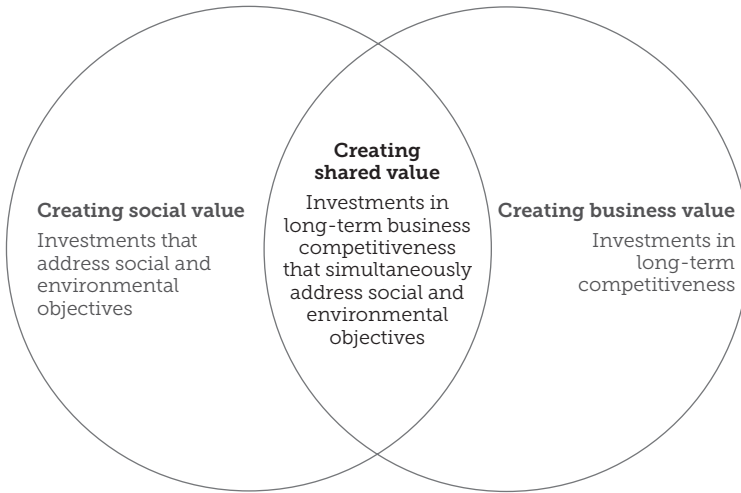 Creating social value
Investments that
address social and
environmental
objectives
Creating
shared value
Investments in
long-term business
competitiveness
that simultaneously
address social and
environmental
objectives
Creating business value
Investments in
long-term
competitiveness